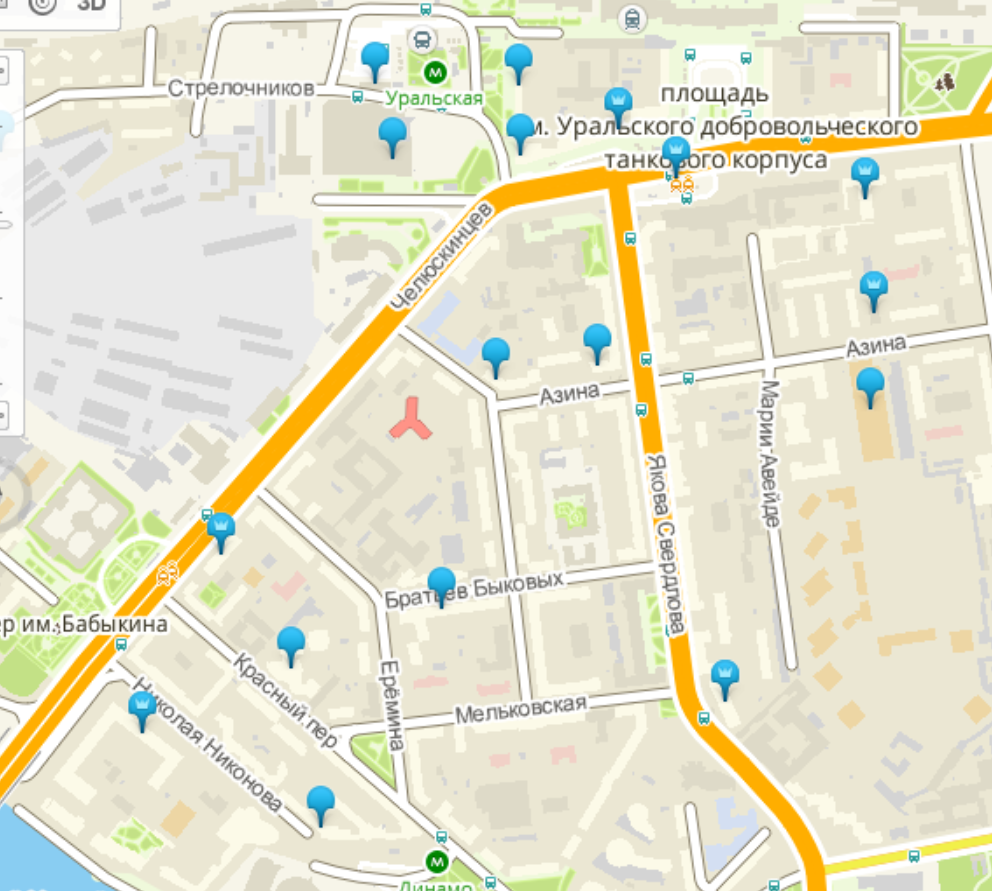 3D
Стрелочников
Уральская
площадь
м. Уральского добровольческого
танкового корпуса
Челюскинцев
Азина
Азина
Марии Авейде
Якова Свердлова
Братьев Быковых
ер им. Бабыкина
Красный пер
Ерёмина
Мельковская
Николая Никонова
Динамо